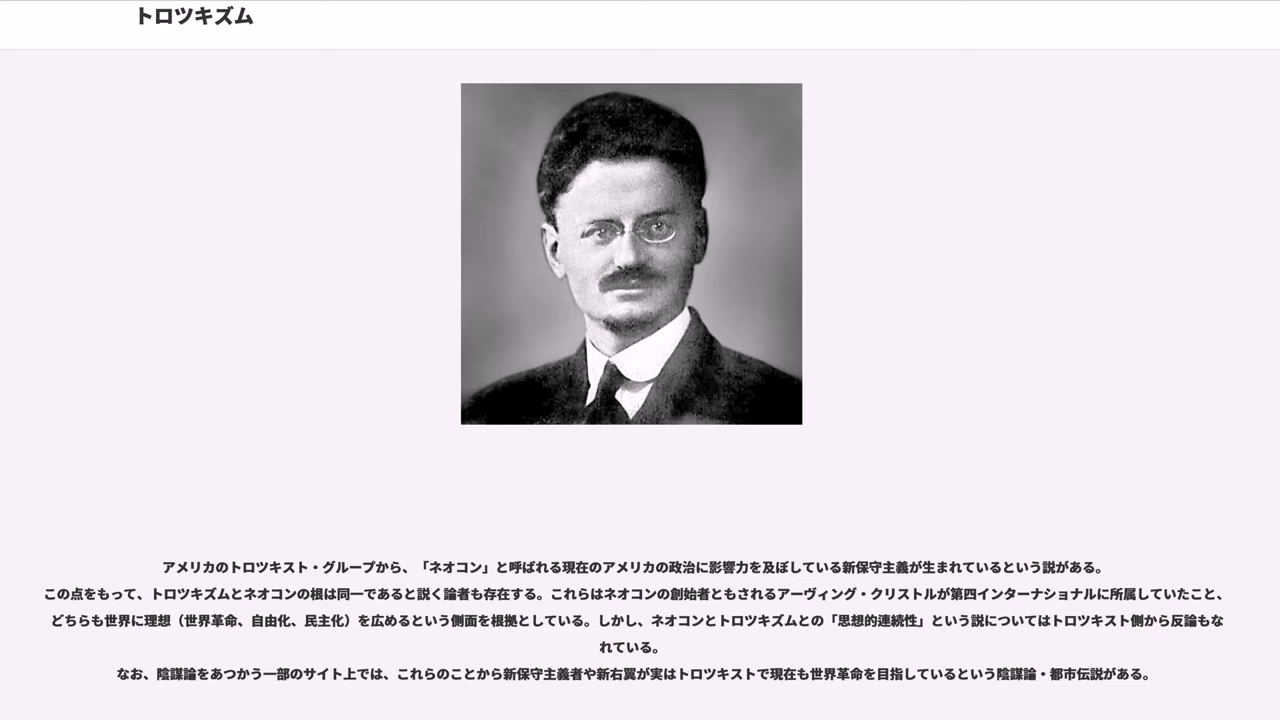 トロツキズム
アメリカのトロツキスト・グループから、「ネオコン」と呼ばれる現在のアメリカの政治に影響力を及ぼしている新保守主義が生まれているという説がある。
この点をもって、トロツキズムとネオコンの根は同一であると説く論者も存在する。これらはネオコンの創始者ともされるアーヴィング・クリストルが第四インターナショナルに所属していたこと、
どちらも世界に理想（世界革命、自由化、民主化）を広めるという側面を根拠としている。しかし、ネオコンとトロツキズムとの「思想的連続性」という説についてはトロツキスト側から反論もな
れている。
なお、陰謀論をあつかう一部のサイト上では、これらのことから新保守主義者や新右翼が実はトロツキストで現在も世界革命を目指しているという陰謀論・都市伝説がある。